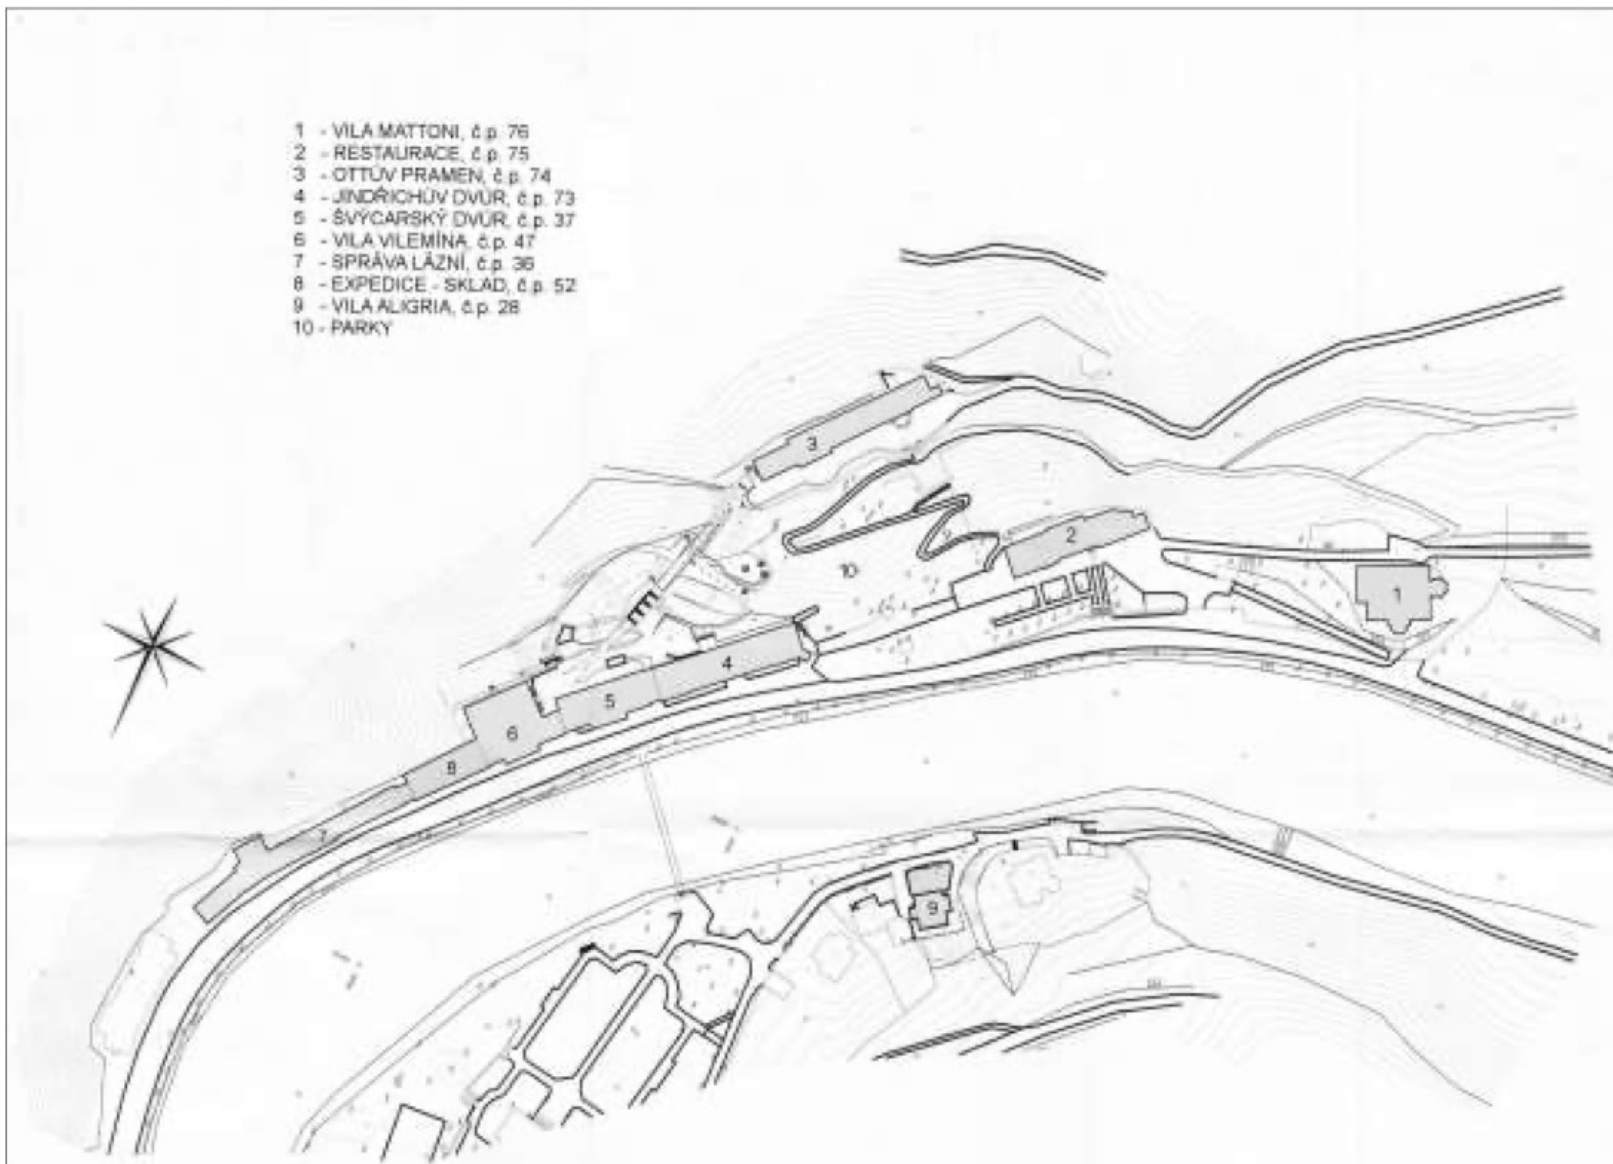 1 - VILA MATTONI, č.p. 76
2 - RESTAURACE, č.p. 75
3 - OTTŮV PRAMEN, č.p. 74
4 - JINDŘICHŮV DVŮR, č.p. 73
5 - ŠVÝCARSKÝ DVŮR, č.p. 37
6 - VILA VILEMÍNA, č.p. 47
7 - SPRÁVA LÁZNÍ, č.p. 36
8 - EXPEDICE - SKLAD, č.p. 52
9 - VILA ALIGRIA, č.p. 28
10 - PARKY
3
2
10
1
4
5
6
8
7
9